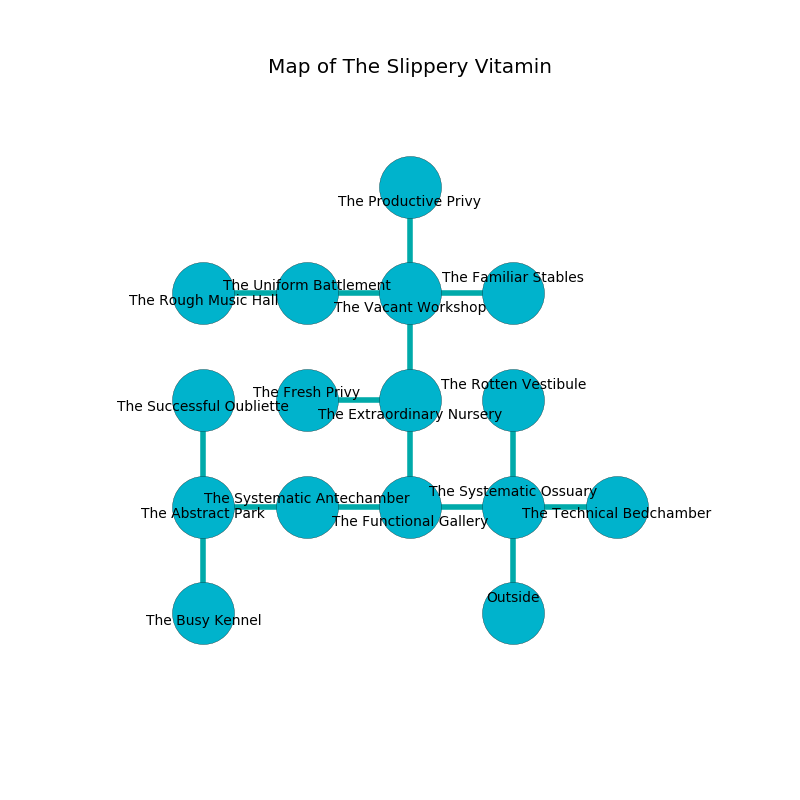 Map of The Slippery Vitamin
The Productive Privy
The Familiar Stables
The Uniform Battlement
The Rough Music Hall
The Vacant Workshop
The Rotten Vestibule
The Fresh Privy
The Successful Oubliette
The Extraordinary Nursery
The Systematic Ossuary
The Systematic Antechamber
The Abstract Park
The Technical Bedchamber
The Functional Gallery
Outside
The Busy Kennel